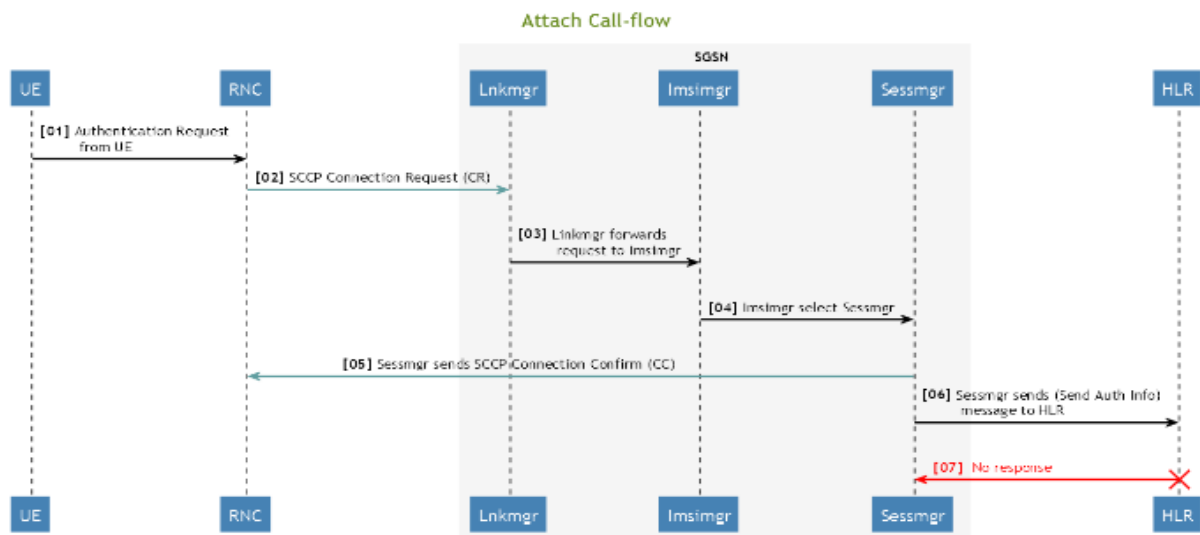 Attach Call-flow
SGSN
UE RNC Lnkmgr Imsimgr Sessmgr HLR
[01] Authentication Request
from UE
[02] SCCP Connection Request (CR)
[03] Linkmgr forwards
request to Imsimgr
[04] Imsimgr select Sessmgr
[05] Sessmgr sends SCCP Connection Confirm (CC)
[06] Sessmgr sends (Send Auth Info)
message to HLR
[07] No response
UE RNC Lnkmgr Imsimgr Sessmgr HLR